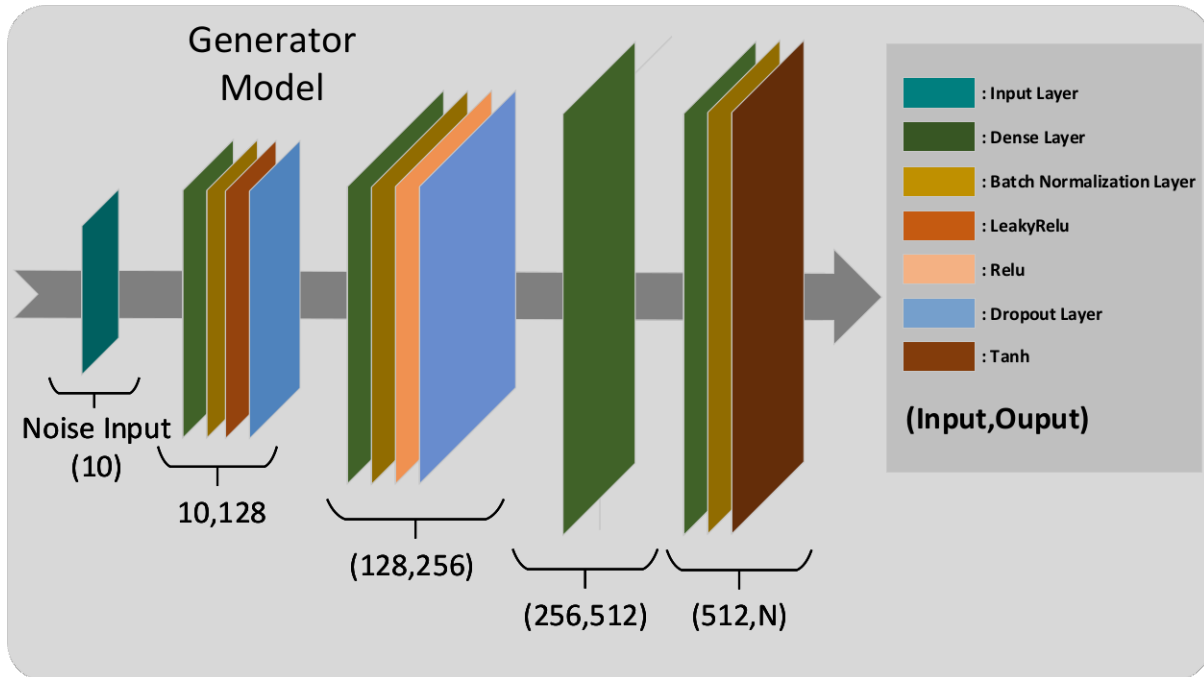 Generator
Model
Noise Input
(10)
10,128
(128,256)
(256,512)
(512,N)
: Input Layer
: Dense Layer
: Batch Normalization Layer
: LeakyRelu
: Relu
: Dropout Layer
: Tanh
(Input,Ouput)